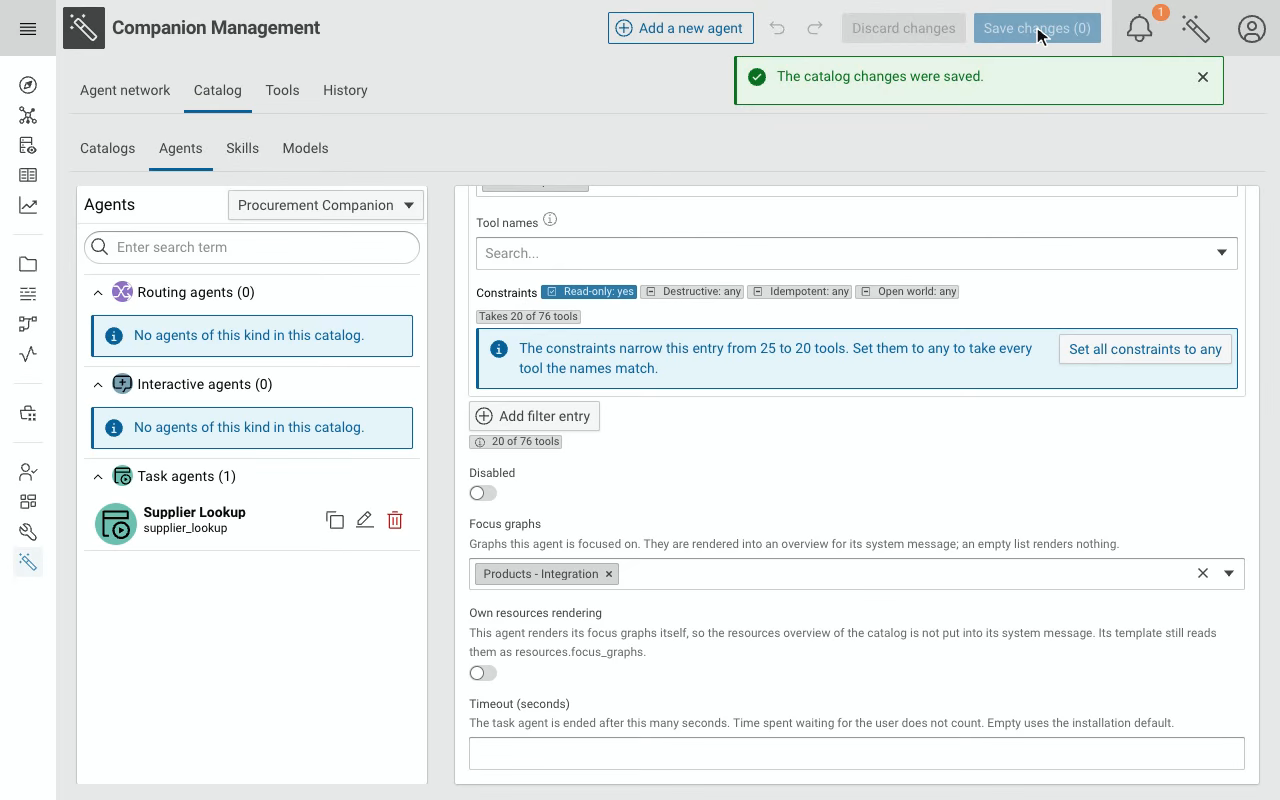 Companion Management
Add a new agent
Discard changes
Save changes (0)
1
The catalog changes were saved.
Agent network
Catalog
Tools
History
Catalogs
Agents
Skills
Models
Agents
Procurement Companion
Enter search term
Routing agents (0)
No agents of this kind in this catalog.
Interactive agents (0)
No agents of this kind in this catalog.
Task agents (1)
Supplier Lookup
supplier_lookup
Tool names
Search...
Constraints
Read-only: yes
Destructive: any
Idempotent: any
Open world: any
Takes 20 of 76 tools
The constraints narrow this entry from 25 to 20 tools. Set them to any to take every
tool the names match.
Set all constraints to any
Add filter entry
20 of 76 tools
Disabled
Focus graphs
Graphs this agent is focused on. They are rendered into an overview for its system message; an empty list renders nothing.
Products - Integration
Own resources rendering
This agent renders its focus graphs itself, so the resources overview of the catalog is not put into its system message. Its template still reads
them as resources.focus_graphs.
Timeout (seconds)
The task agent is ended after this many seconds. Time spent waiting for the user does not count. Empty uses the installation default.